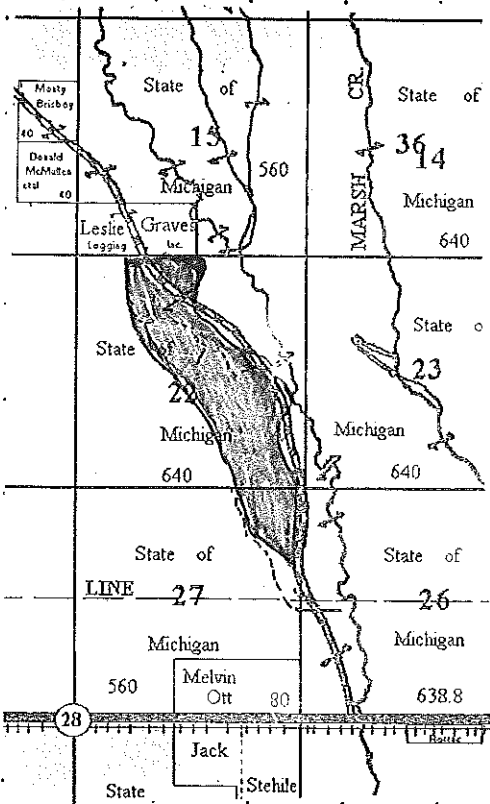 Mosty
Brisboy
40
Donald
McMullen
etal
40
State of
15
560
Michigan
Leslie Graves
Logging Inc.
MARSH CR.
State of
36
14
Michigan
640
State of
22
Michigan
640
State o
23
Michigan
640
State of
LINE 27
Michigan
560
Melvin
Ott 80
State of
26
Michigan
638.8
28
Jack
Stehile
State